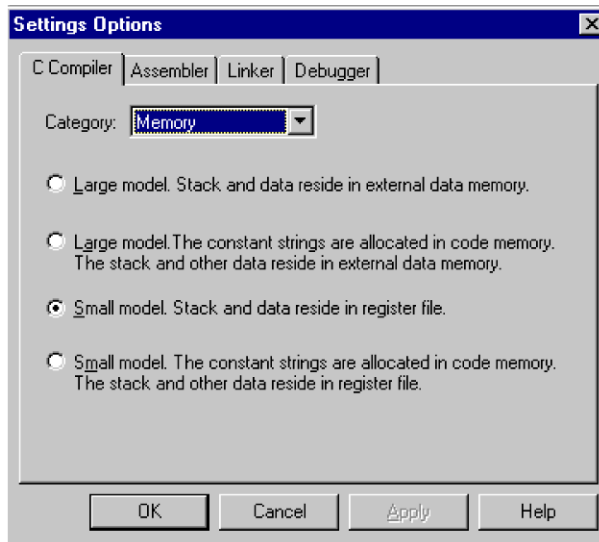 Settings Options
C Compiler Assembler Linker Debugger
Category: Memory
Large model. Stack and data reside in external data memory.
Large model.The constant strings are allocated in code memory.
The stack and other data reside in external data memory.
Small model. Stack and data reside in register file.
Small model. The constant strings are allocated in code memory.
The stack and other data reside in register file.
OK Cancel Apply Help